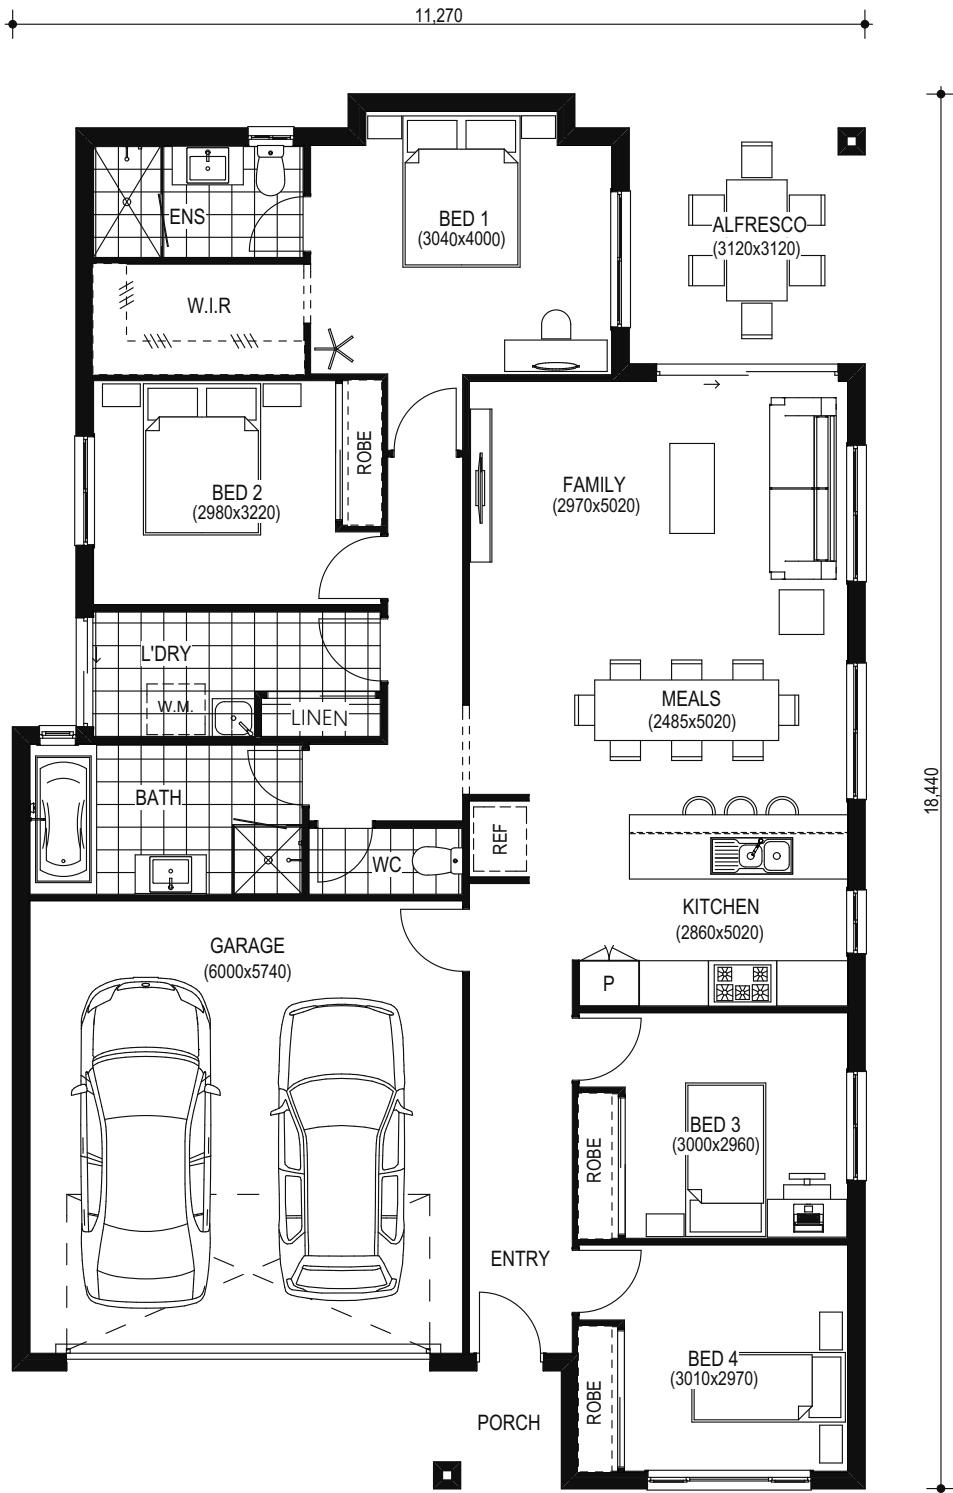 11,270
ENS
BED 1
(3040x4000)
ALFRESCO
(3120x3120)
W.I.R
ROBE
BED 2
(2980x3220)
FAMILY
(2970x5020)
L'DRY
W.M.
LINEN
MEALS
(2485x5020)
18,440
BATH
REF
WC
KITCHEN
(2860x5020)
GARAGE
(6000x5740)
P
BED 3
(3000x2960)
ROBE
ENTRY
BED 4
(3010x2970)
ROBE
PORCH